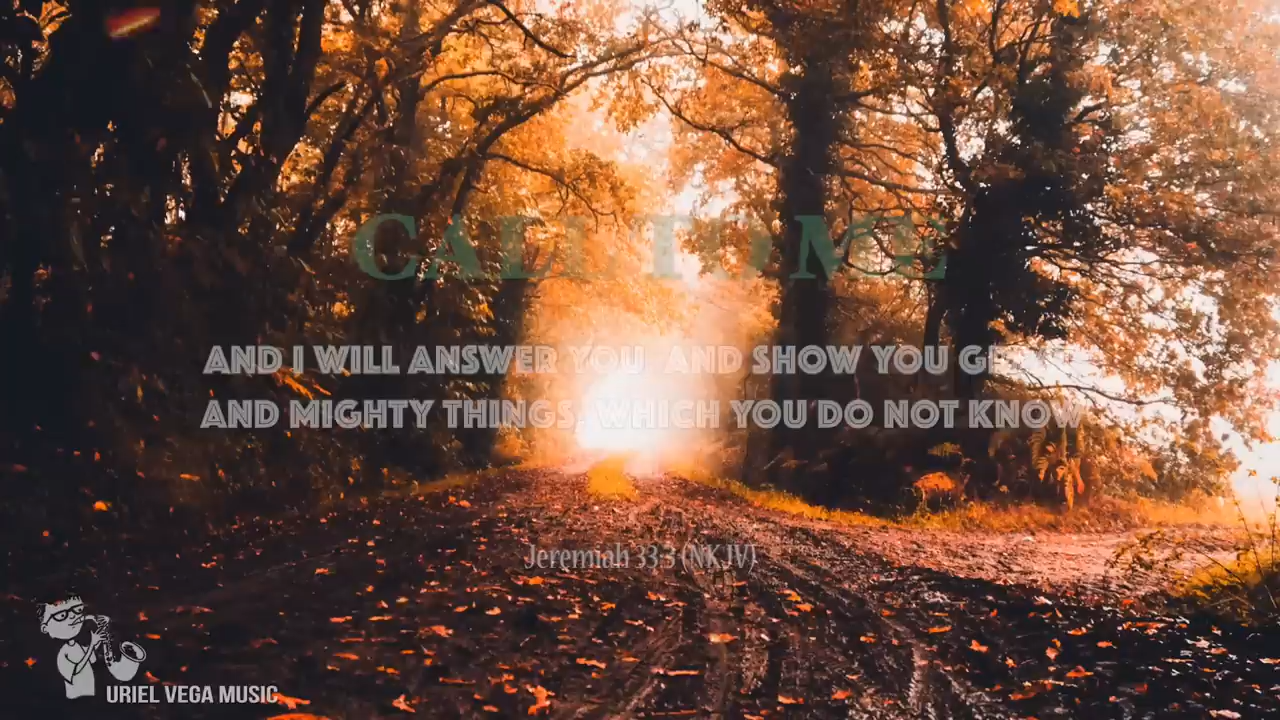 CALL TO ME
AND I WILL ANSWER YOU, AND SHOW YOU
AND MIGHTY THINGS, WHICH YOU DO NOT KNOW
Jeremiah 33:3 (NKJV)
URIEL VEGA MUSIC